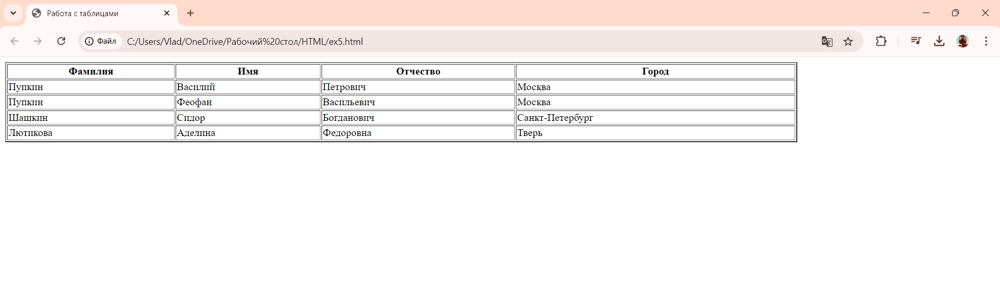 Работа с таблицами
Файл C:/Users/Vlad/OneDrive/Рабочий%20стол/HTML/ex5.html
Фамилия Имя Отчество Город
Пупкин Василий Петрович Москва
Пупкин Феофан Васильевич Москва
Шашкин Сидор Богданович Санкт-Петербург
Лютикова Аделина Федоровна Тверь